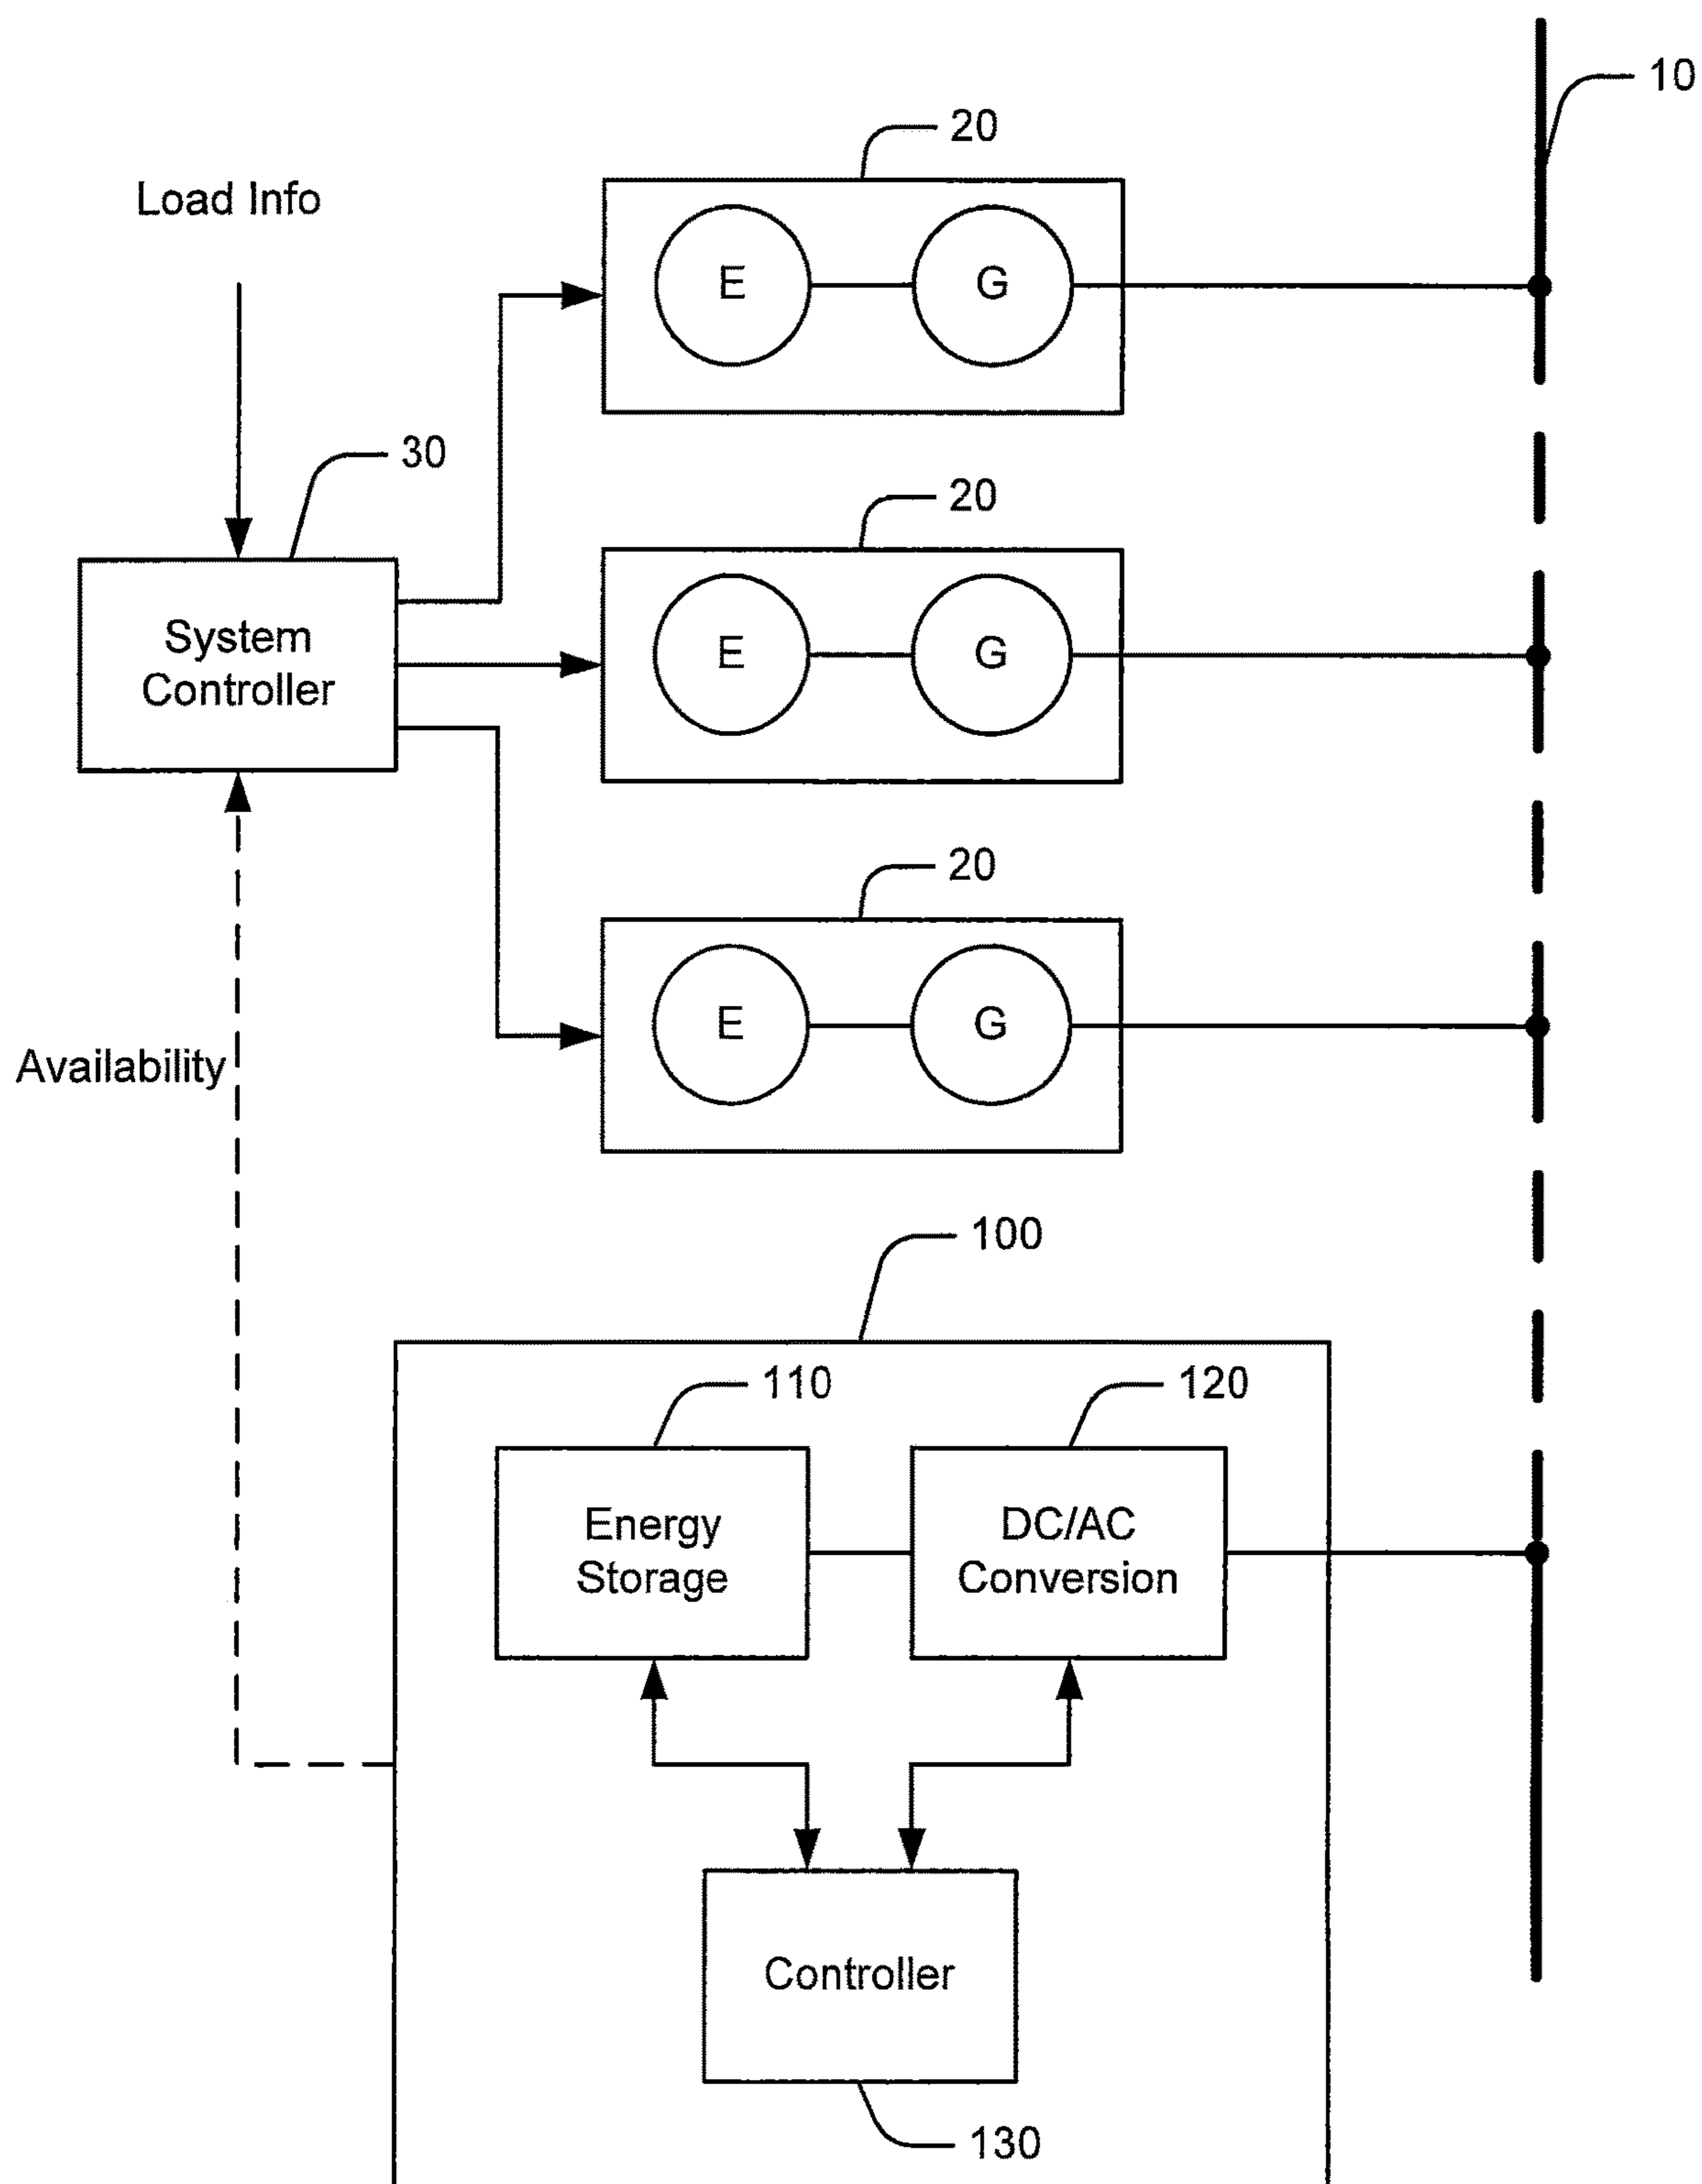 10
20
Load Info
E
G
30
20
System
Controller
E
G
20
Availability
E
G
100
110
120
Energy
Storage
DC/AC
Conversion
Controller
130